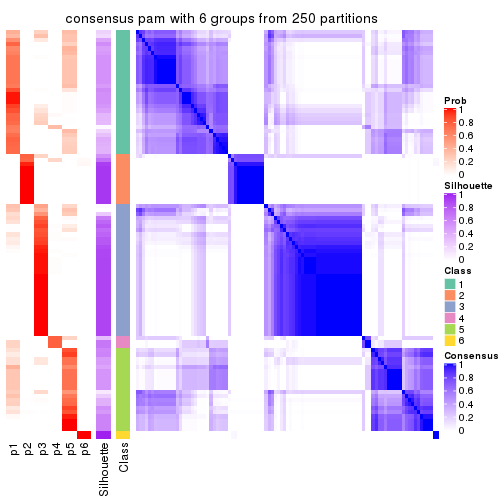 consensus pam with 6 groups from 250 partitions
Prob
1
0.8
0.6
0.4
0.2
0
Silhouette
1
0.8
0.6
0.4
0.2
0
Class
1
2
3
4
5
6
Consensus
1
0.8
0.6
0.4
0.2
0
p1
p2
p3
p4
p5
p6
Silhouette
Class